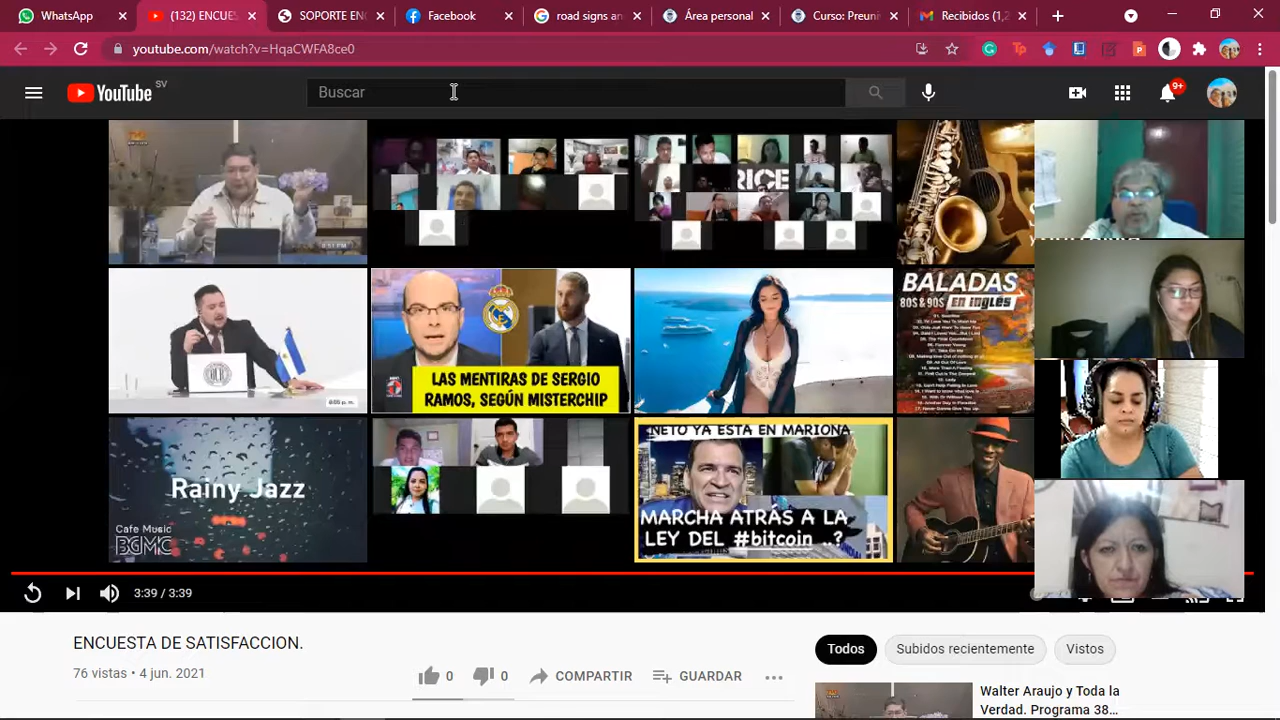 WhatsApp
(132) ENCUES
SOPORTE EN
Facebook
road signs an
Área personal
Curso: Preuni
Recibidos (1,2
youtube.com/watch?v=HqaCWFA8ce0
YouTube SV
Buscar
9+
RICE
8:51 PM
LAS MENTIRAS DE SERGIO
RAMOS, SEGÚN MISTERCHIP
BALADAS
80S & 90S En inglés
Rainy Jazz
Cafe Music
BGMC
NETO YA ESTA EN MARIONA
MARCHA ATRÁS A LA
LEY DEL #bitcoin ..?
3:39 / 3:39
ENCUESTA DE SATISFACCION.
76 vistas • 4 jun. 2021
0
0
COMPARTIR
GUARDAR
Todos
Subidos recientemente
Vistos
Walter Araujo y Toda la
Verdad. Programa 38...